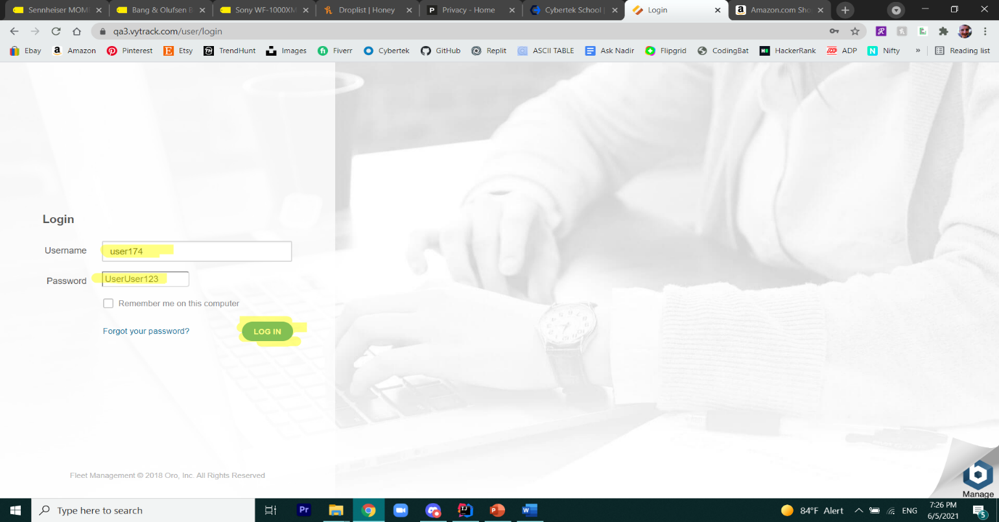 Sennheiser MOM
Bang & Olufsen B
Sony WF-1000XM
Droplist | Honey
P Privacy - Home
Cybertek School |
Login
a Amazon.com Sho
qa3.vytrack.com/user/login
Ebay
a Amazon
Pinterest
E Etsy
TrendHunt
Images
fi Fiverr
Cybertek
GitHub
Replit
ASCII TABLE
Ask Nadir
Flipgrid
CodingBat
HackerRank
ADP
N Nifty
»
Reading list
Login
Username user174
Password UserUser123
Remember me on this computer
Forgot your password? LOG IN
Fleet Management © 2018 Oro, Inc. All Rights Reserved
b
Manage
Type here to search
Pr
IJ
P
W
84°F Alert
ENG
7:26 PM
6/5/2021
5